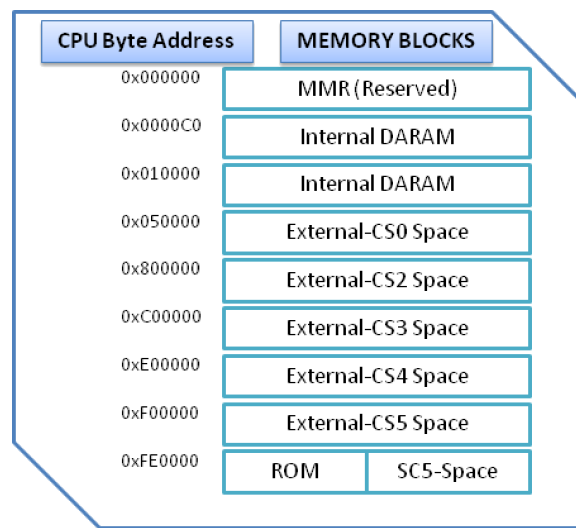 CPU Byte Address MEMORY BLOCKS
0x000000 MMR (Reserved)
0x0000C0 Internal DARAM
0x010000 Internal DARAM
0x050000 External-CS0 Space
0x800000 External-CS2 Space
0xC00000 External-CS3 Space
0xE00000 External-CS4 Space
0xF00000 External-CS5 Space
0xFE0000 ROM SC5-Space